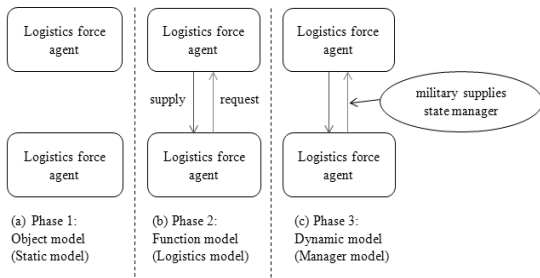 Logistics force
agent
Logistics force
agent
(a) Phase 1:
Object model
(Static model)
Logistics force
agent
supply
request
Logistics force
agent
(b) Phase 2:
Function model
(Logistics model)
Logistics force
agent
military supplies
state manager
Logistics force
agent
(c) Phase 3:
Dynamic model
(Manager model)